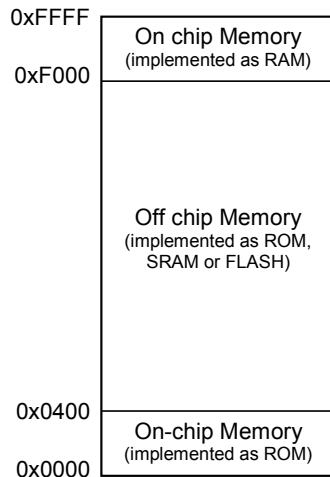 0xFFFF
On chip Memory
(implemented as RAM)
0xF000
Off chip Memory
(implemented as ROM,
SRAM or FLASH)
0x0400
On-chip Memory
(implemented as ROM)
0x0000